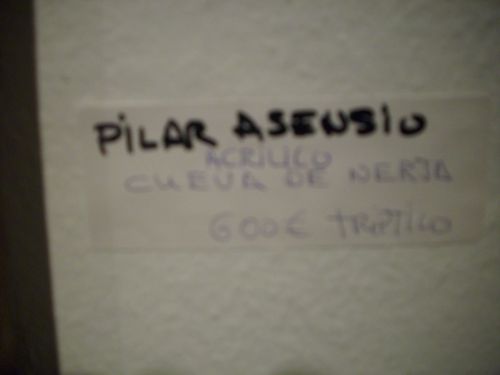 PILAR ASENSIO
ACRILICO
CUEVA DE NERJA
600€ TRIPTICO